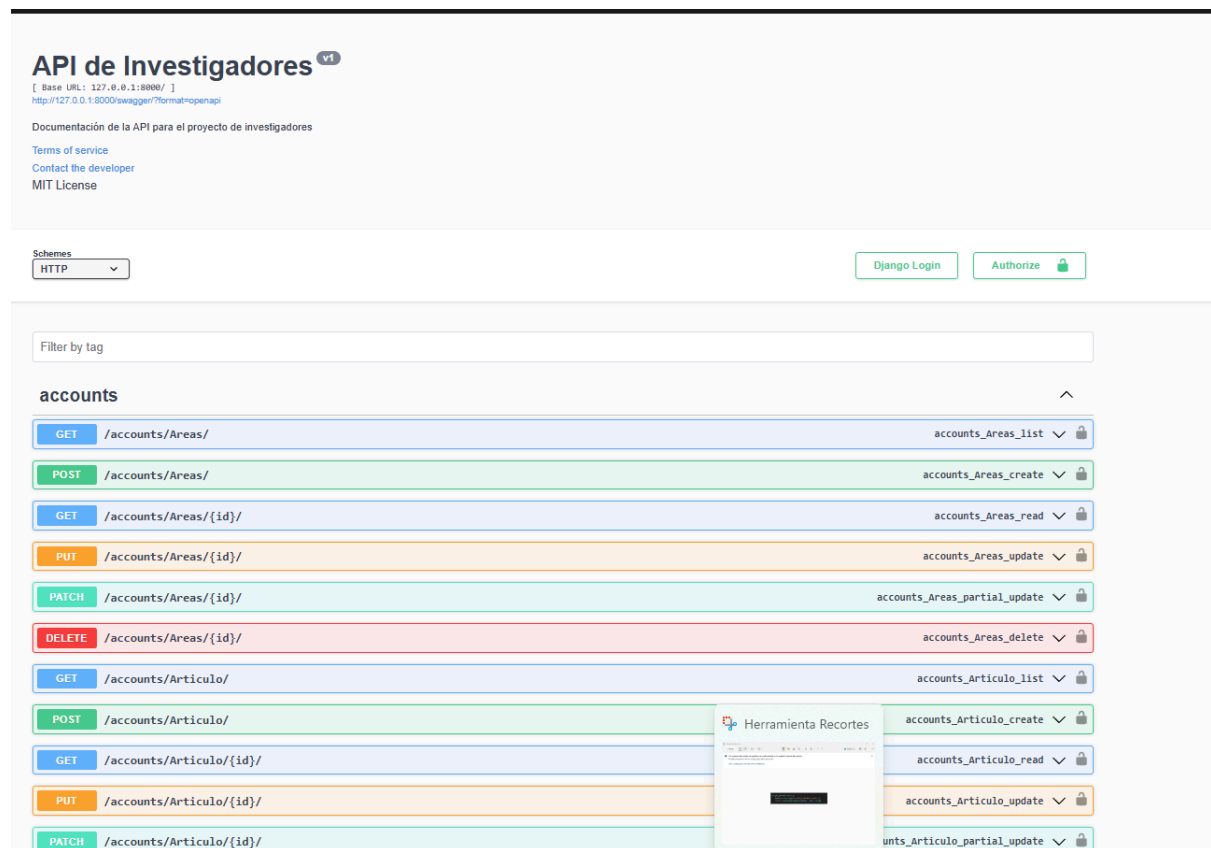 API de Investigadores v1
[ Base URL: 127.0.0.1:8000/ ]
http://127.0.0.1:8000/swagger/?format=openapi
Documentación de la API para el proyecto de investigadores
Terms of service
Contact the developer
MIT License
Schemes
HTTP
Django Login
Authorize
Filter by tag
accounts
GET /accounts/Areas/ accounts_Areas_list
POST /accounts/Areas/ accounts_Areas_create
GET /accounts/Areas/{id}/ accounts_Areas_read
PUT /accounts/Areas/{id}/ accounts_Areas_update
PATCH /accounts/Areas/{id}/ accounts_Areas_partial_update
DELETE /accounts/Areas/{id}/ accounts_Areas_delete
GET /accounts/Articulo/ accounts_Articulo_list
POST /accounts/Articulo/ accounts_Articulo_create
Herramienta Recortes
GET /accounts/Articulo/{id}/ accounts_Articulo_read
PUT /accounts/Articulo/{id}/ accounts_Articulo_update
PATCH /accounts/Articulo/{id}/ unts_Articulo_partial_update